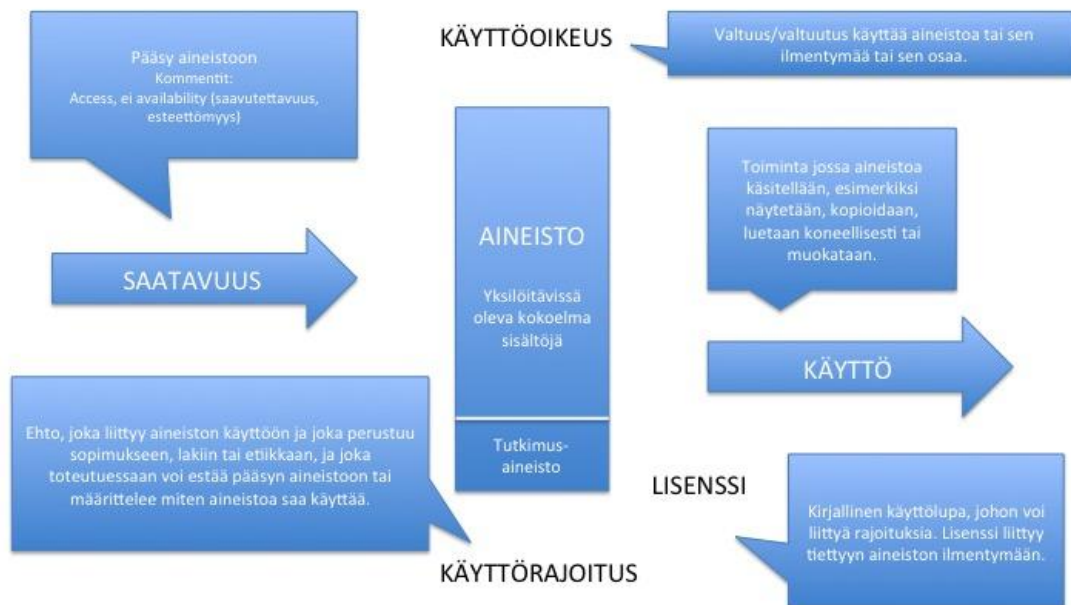 Pääsy aineistoon
Kommentit:
Access, ei availability (saavutettavuus,
esteettömyys)
KÄYTTÖOIKEUS
Valtuus/valtuutus käyttää aineistoa tai sen
ilmentymää tai sen osaa.
SAATAVUUS
AINEISTO
Yksilöitävissä
oleva kokoelma
sisältöjä
Tutkimus-
aineisto
Toiminta jossa aineistoa
käsitellään, esimerkiksi
näytetään, kopioidaan,
luetaan koneellisesti tai
muokataan.
KÄYTTÖ
Ehto, joka liittyy aineiston käyttöön ja joka perustuu
sopimukseen, lakiin tai etiikkaan, ja joka
toteutuessaan voi estää pääsyn aineistoon tai
määrittelee miten aineistoa saa käyttää.
KÄYTTÖRAJOITUS
LISENSSI
Kirjallinen käyttölupa, johon voi
liittyä rajoituksia. Lisenssi liittyy
tiettyyn aineiston ilmentymään.